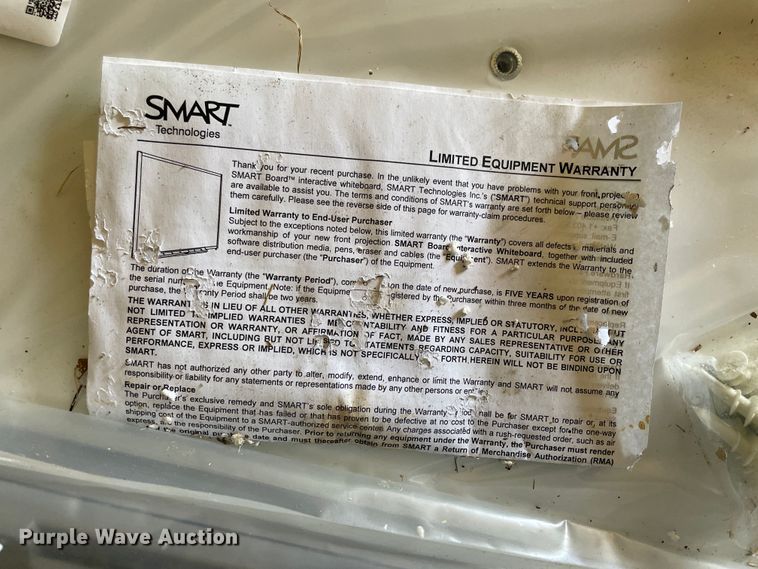 SMART
Technologies
LIMITED EQUIPMENT WARRANTY
Thank you for your recent purchase. In the unlikely event that you have problems with your front projection
SMART Board™ interactive whiteboard, SMART Technologies Inc.'s ("SMART") technical support personnel
are available to assist you. The terms and conditions of SMART's warranty are set forth below – please review
them carefully. Please see the reverse side of this page for warranty-claim procedures.
Limited Warranty to End-User Purchaser
Subject to the exceptions noted below, this limited warranty (the "Warranty") covers all defects materials and
workmanship of your new front projection SMART Board Interactive Whiteboard, together with included
software distribution media, pens, eraser and cables (the "Equipment"). SMART extends the Warranty to the
end-user purchaser (the "Purchaser") of the Equipment.
The duration of the Warranty (the "Warranty Period"), on the date of new purchase, is FIVE YEARS upon registration of
the serial Equipment. Note: if the Equipment registered by the Purchaser within three months of the date of new
purchase, the Warranty Period shall be two years.
THE WARRANTY IS IN LIEU OF ALL OTHER WARRANTIES, WHETHER EXPRESS, IMPLIED OR STATUTORY, BUT
NOT LIMITED TO IMPLIED WARRANTIES MERCHANTABILITY AND FITNESS FOR A PARTICULAR PURPOSE. ANY
REPRESENTATION OR WARRANTY, OR AFFIRMATION OF FACT, MADE BY ANY SALES REPRESENTATIVE OR OTHER
AGENT OF SMART, INCLUDING BUT NOT LIMITED TO STATEMENTS REGARDING CAPACITY, SUITABILITY FOR USE OR
PERFORMANCE, EXPRESS OR IMPLIED, WHICH IS NOT SPECIFICALLY FORTH HEREIN WILL NOT BE BINDING UPON
SMART.
SMART has not authorized any other party to alter, modify, extend, enhance or limit the Warranty and SMART will not assume any
responsibility or liability for any statements or representations made by any other persons or entities.
Repair or Replace
The Purchaser's exclusive remedy and SMART's sole obligation during the Warranty Period shall be for SMART to repair or, at its
option, replace the Equipment that has failed or that has proven to be defective at no cost to the Purchaser except for the one-way
shipping cost of the Equipment to a SMART-authorized service center. Any charges associated with a rush-requested order, such as air
express, are the responsibility of the Purchaser. Prior to returning any equipment under the Warranty, the Purchaser must render
the original date and must thereafter obtain from SMART a Return of Merchandise Authorization (RMA)
Purple Wave Auction